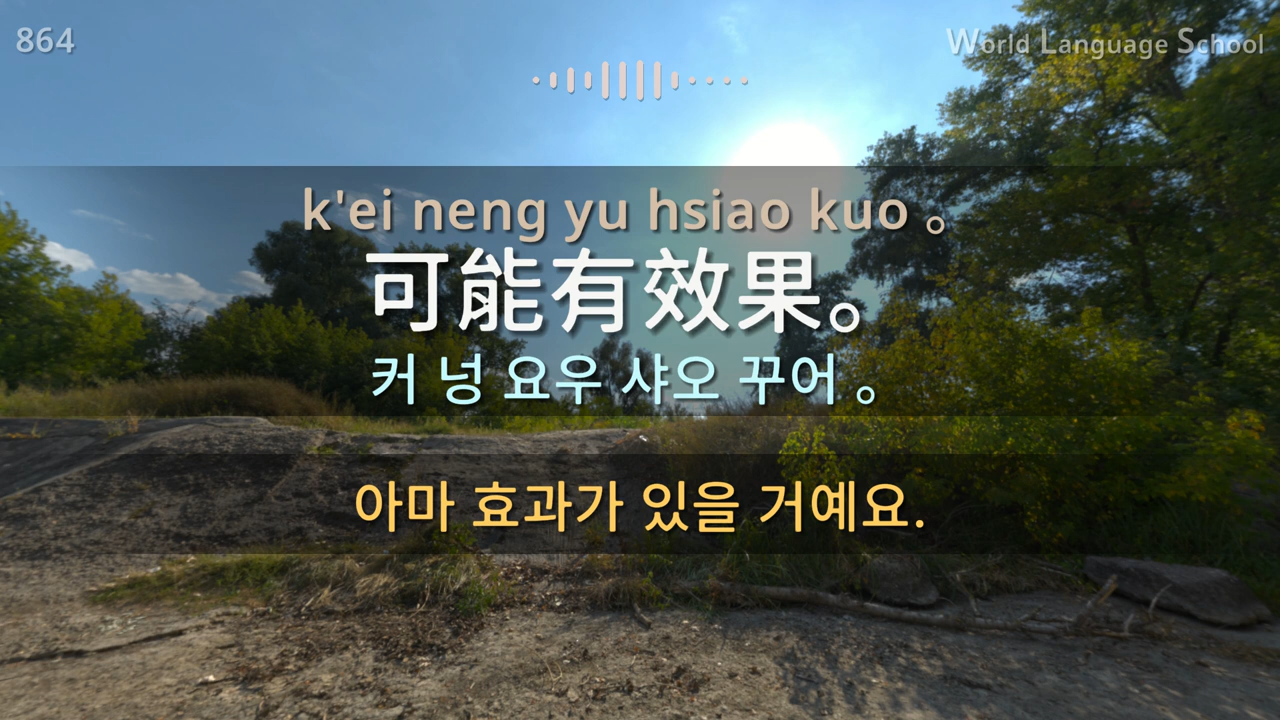 864
World Language School
k'ei neng yu hsiao kuo 。
可能有效果。
커 넝 요우 샤오 꾸어 。
아마 효과가 있을 거예요.